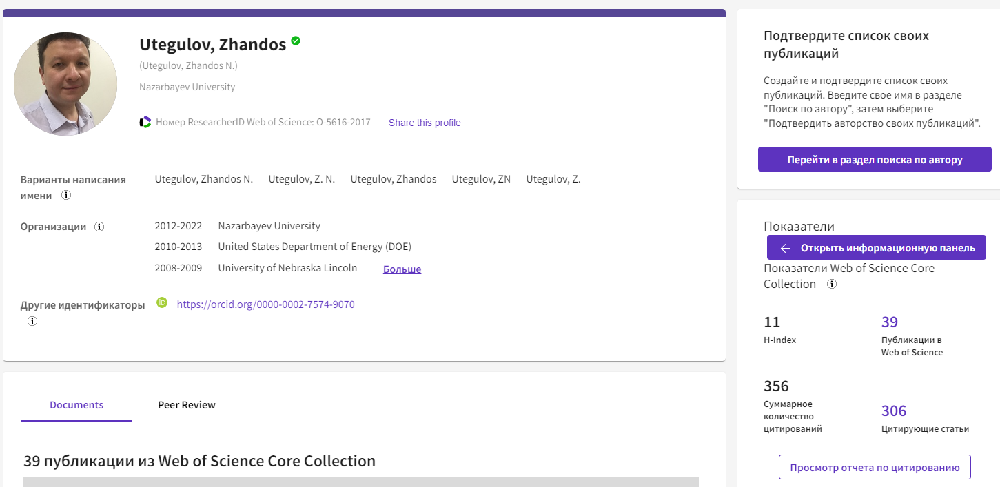 Utegulov, Zhandos
(Utegulov, Zhandos N.)
Nazarbayev University
Номер ResearcherID Web of Science: O-5616-2017 Share this profile
Варианты написания
имени
Utegulov, Zhandos N. Utegulov, Z. N. Utegulov, Zhandos Utegulov, ZN Utegulov, Z.
Организации
2012-2022 Nazarbayev University
2010-2013 United States Department of Energy (DOE)
2008-2009 University of Nebraska Lincoln Больше
Другие идентификаторы
iD https://orcid.org/0000-0002-7574-9070
Documents Peer Review
39 публикации из Web of Science Core Collection
Подтвердите список своих
публикаций
Создайте и подтвердите список своих
публикаций. Введите свое имя в разделе
"Поиск по автору", затем выберите
"Подтвердить авторство своих публикаций".
Перейти в раздел поиска по автору
Показатели
Открыть информационную панель
Показатели Web of Science Core
Collection
11
H-Index
39
Публикации в
Web of Science
356
Суммарное
количество
цитирований
306
Цитирующие статьи
Просмотр отчета по цитированию